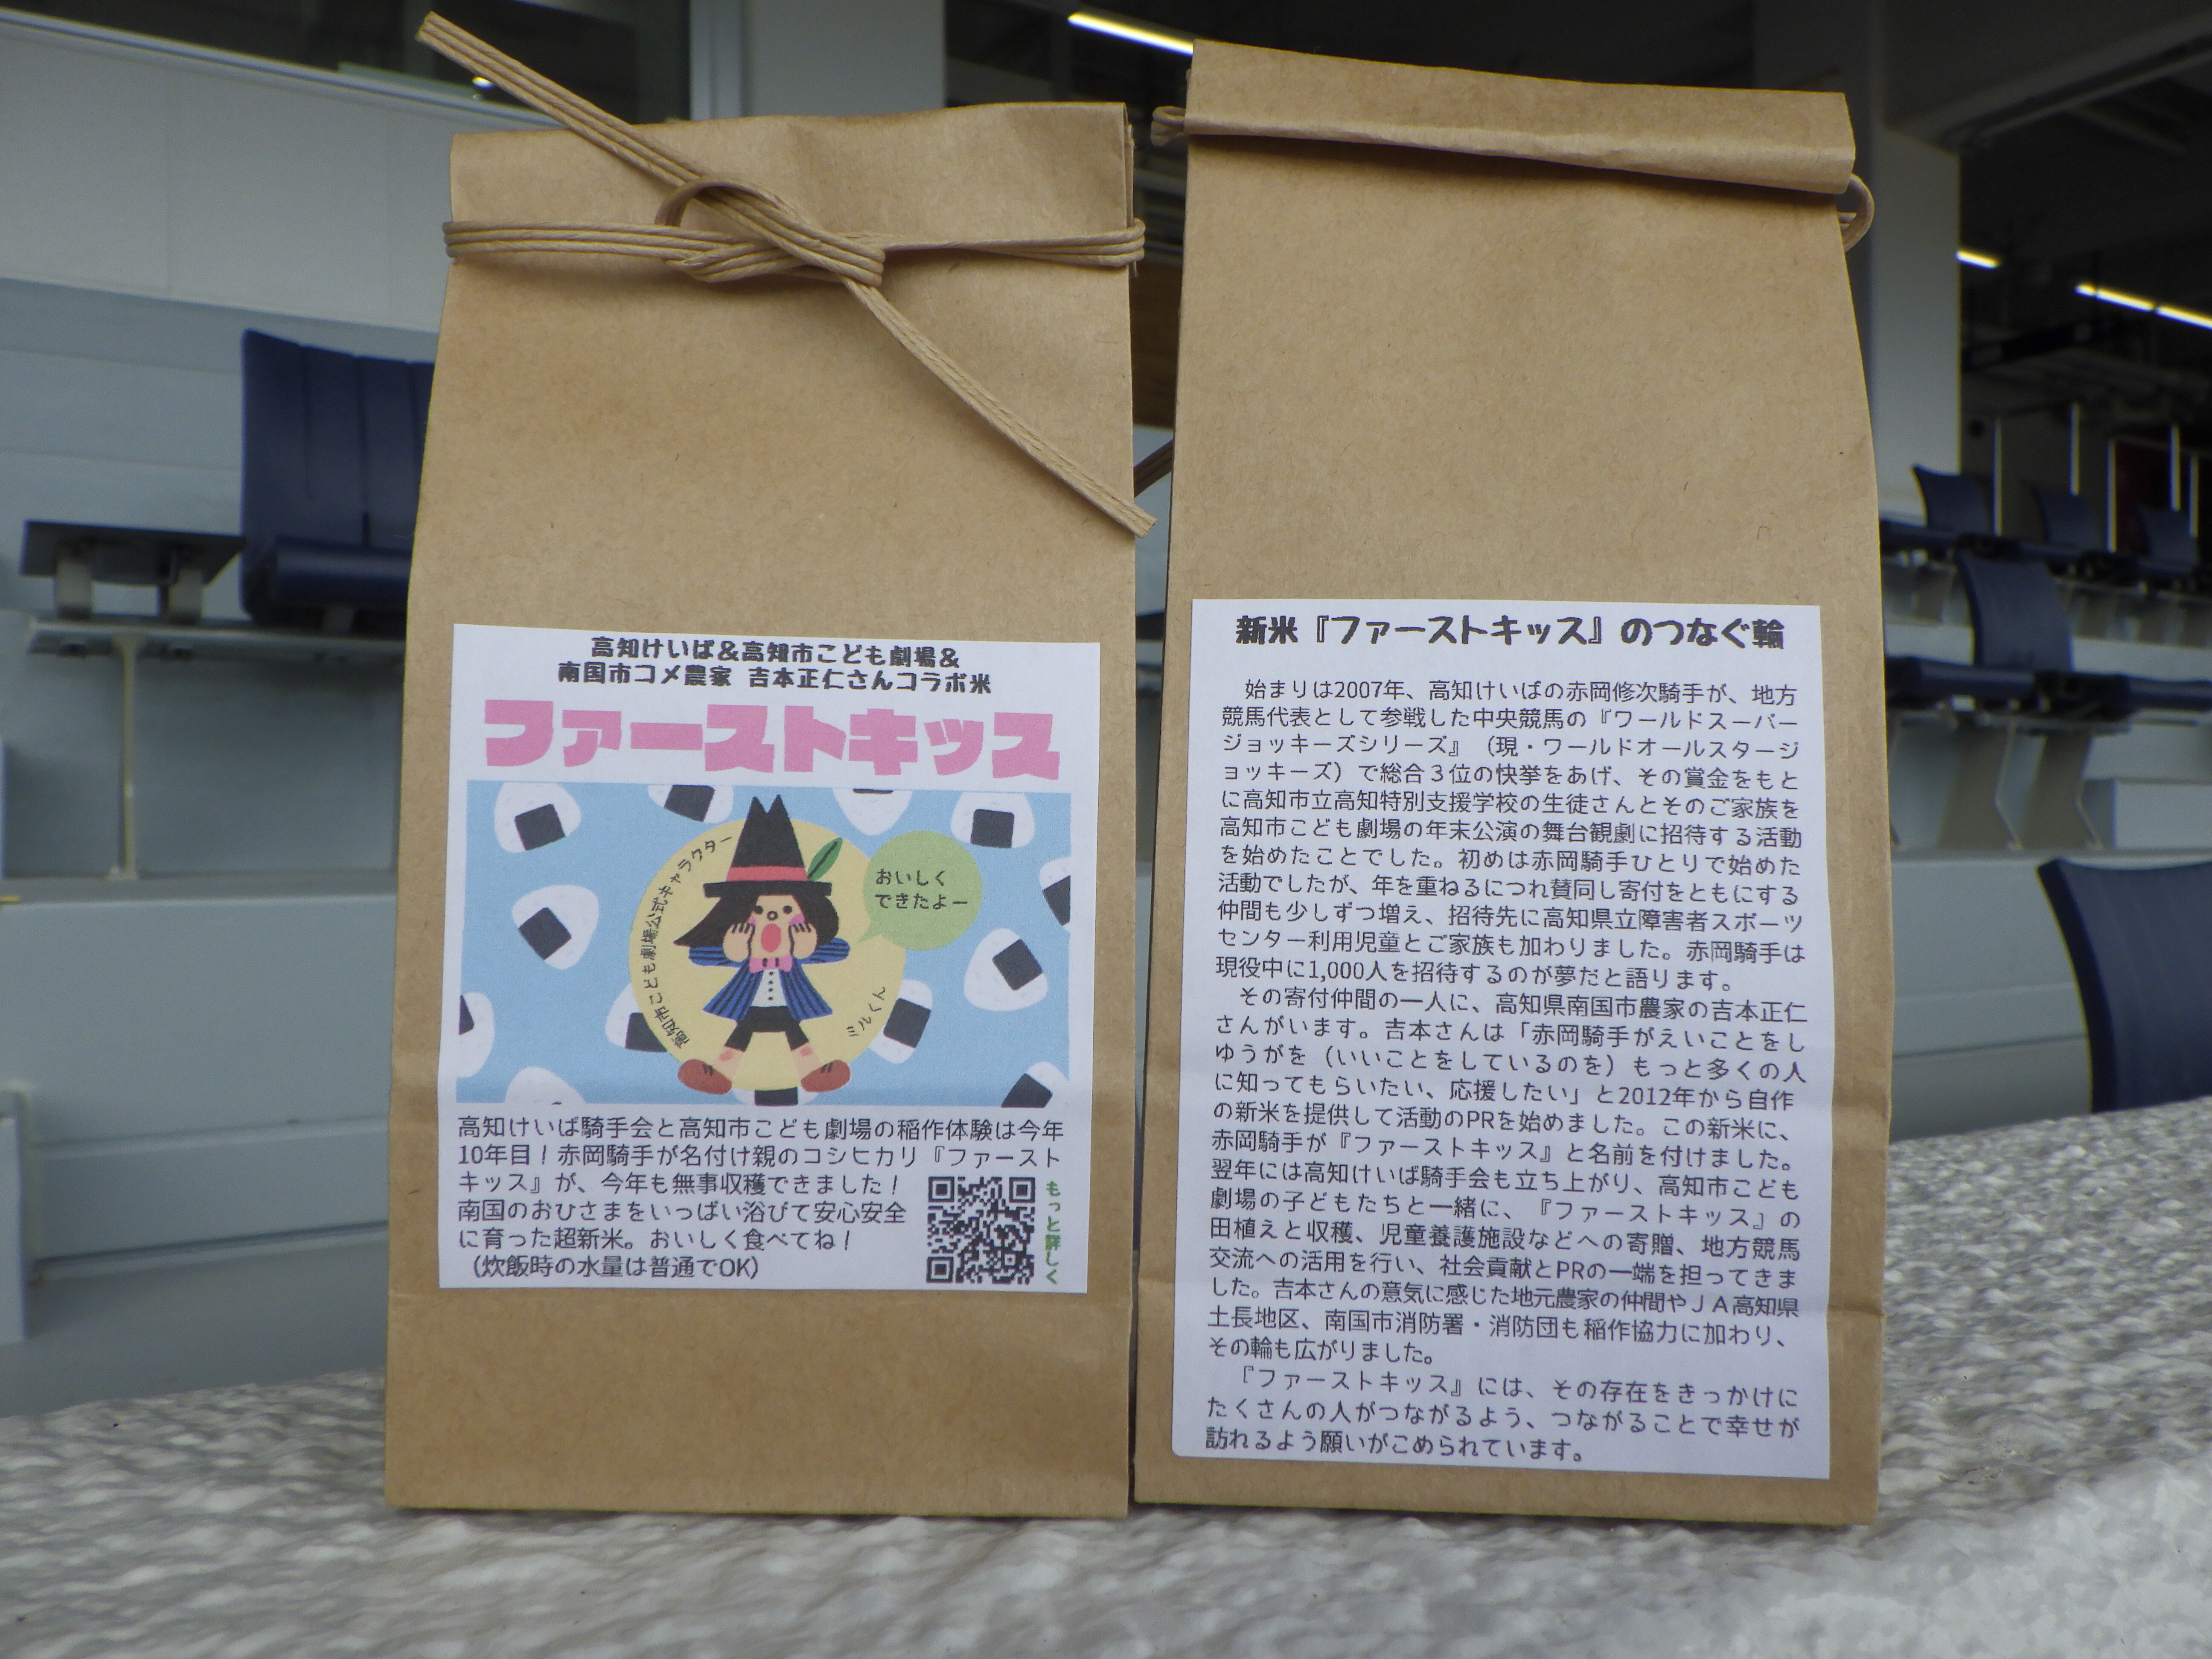 高知けいば&高知市こども劇場&
南国市コメ農家 吉本正仁さんコラボ米
ファーストキッス
高知市こども劇場公式キャラクター
ミルくん
おいしく
できたよー
高知けいば騎手会と高知市こども劇場の稲作体験は今年
10年目!赤岡騎手が名付け親のコシヒカリ『ファースト
キッス』が、今年も無事収穫できました!
南国のおひさまをいっぱい浴びて安心安全
に育った超新米。おいしく食べてね!
(炊飯時の水量は普通でOK)
もっと詳しく
新米『ファーストキッス』のつなぐ輪
始まりは2007年、高知けいばの赤岡修次騎手が、地方
競馬代表として参戦した中央競馬の『ワールドスーパー
ジョッキーズシリーズ』(現・ワールドオールスタージ
ョッキーズ)で総合3位の快挙をあげ、その賞金をもと
に高知市立高知特別支援学校の生徒さんとそのご家族を
高知市こども劇場の年末公演の舞台観劇に招待する活動
を始めたことでした。初めは赤岡騎手ひとりで始めた
活動でしたが、年を重ねるにつれ賛同し寄付をともにする
仲間も少しずつ増え、招待先に高知県立障害者スポーツ
センター利用児童とご家族も加わりました。赤岡騎手は
現役中に1,000人を招待するのが夢だと語ります。
その寄付仲間の一人に、高知県南国市農家の吉本正仁
さんがいます。吉本さんは「赤岡騎手がえいことをし
ゆうがを(いいことをしているのを)もっと多くの人
に知ってもらいたい、応援したい」と2012年から自作
の新米を提供して活動のPRを始めました。この新米に、
赤岡騎手が『ファーストキッス』と名前を付けました。
翌年には高知けいば騎手会も立ち上がり、高知市こども
劇場の子どもたちと一緒に、『ファーストキッス』の
田植えと収穫、児童養護施設などへの寄贈、地方競馬
交流への活用を行い、社会貢献とPRの一端を担ってきま
した。吉本さんの意気に感じた地元農家の仲間やJA高知県
土長地区、南国市消防署・消防団も稲作協力に加わり、
その輪も広がりました。
『ファーストキッス』には、その存在をきっかけに
たくさんの人がつながるよう、つながることで幸せが
訪れるよう願いがこめられています。